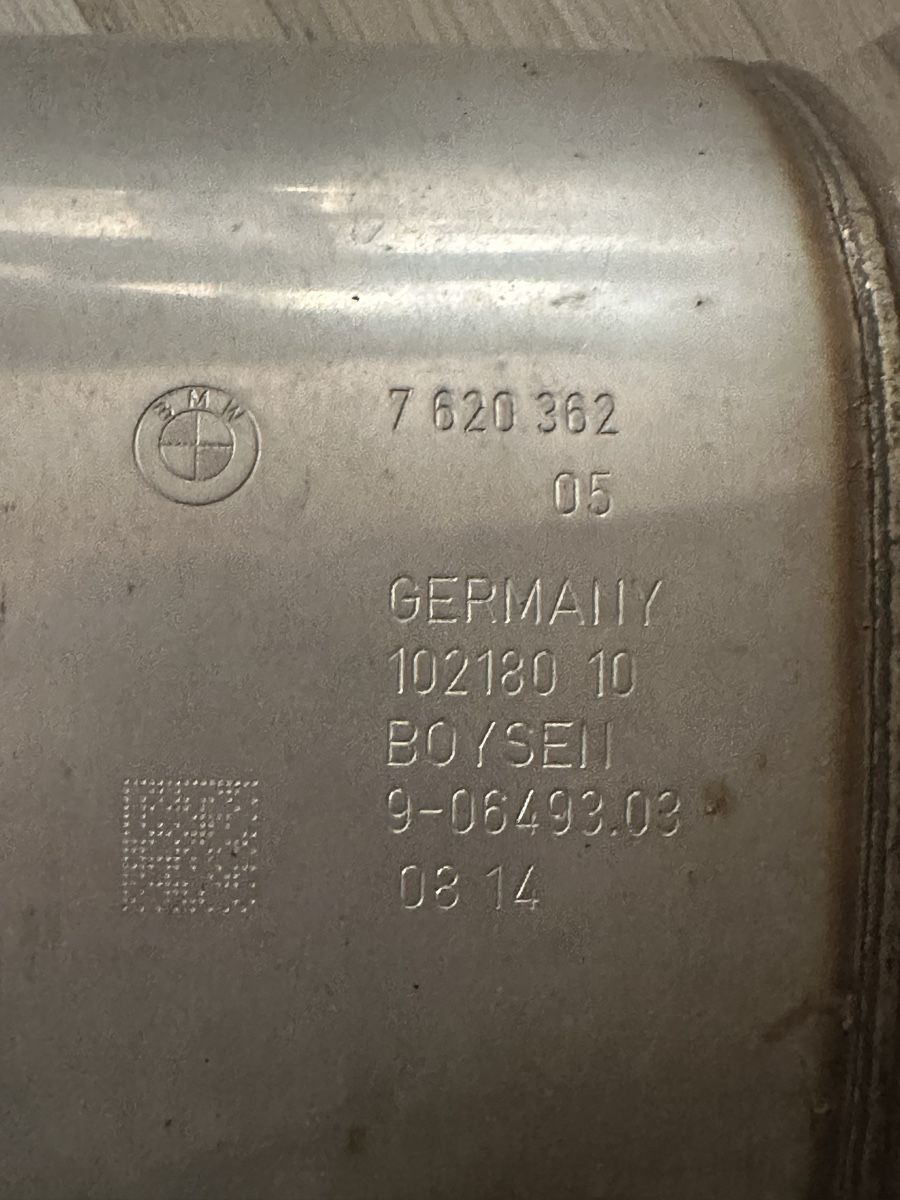 BMW
7 620 362
05
GERMANY
102180 10
BOYSEN
9-06493.03
08 14